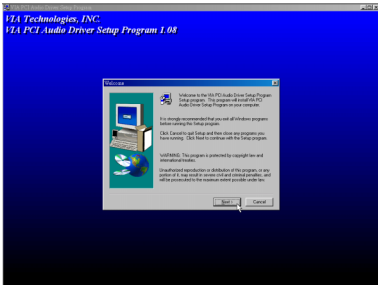 VIA PCI Audio Driver Setup Program
VIA Technologies, INC.
VIA PCI Audio Driver Setup Program 1.08
Welcome
Welcome to the VIA PCI Audio Driver Setup Program
Setup program. This program will install VIA PCI
Audio Driver Setup Program on your computer.
It is strongly recommended that you exit all Windows programs
before running this Setup program.
Click Cancel to quit Setup and then close any programs you
have running. Click Next to continue with the Setup program.
WARNING: This program is protected by copyright law and
international treaties.
Unauthorized reproduction or distribution of this program, or any
portion of it, may result in severe civil and criminal penalties, and
will be prosecuted to the maximum extent possible under law.
Next >
Cancel